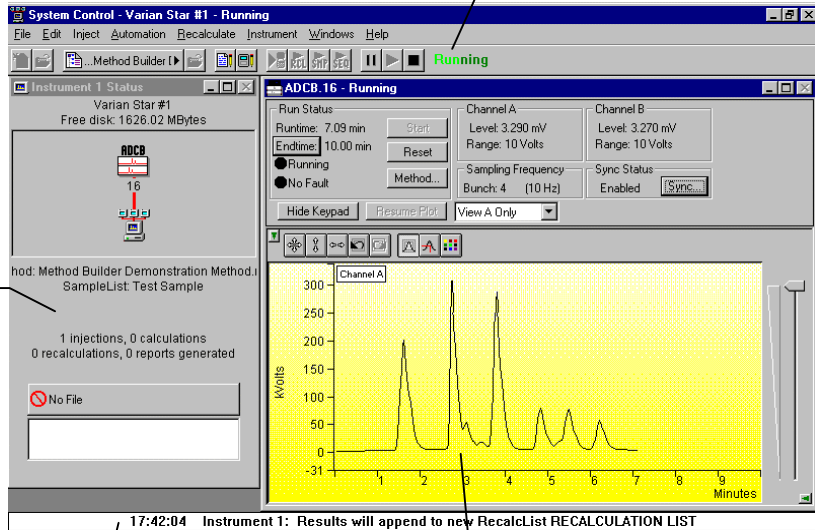 System Control - Varian Star #1 - Running
File Edit Inject Automation Recalculate Instrument Windows Help
...Method Builder [ RCL SMP SEQ Running
Instrument 1 Status
Varian Star #1
Free disk: 1626.02 MBytes
ADCB
16
hod: Method Builder Demonstration Method.
SampleList: Test Sample
1 injections, 0 calculations
0 recalculations, 0 reports generated
No File
ADCB.16 - Running
Run Status
Runtime: 7.09 min Start
Endtime: 10.00 min Reset
Running
No Fault Method...
Channel A
Level: 3.290 mV
Range: 10 Volts
Channel B
Level: 3.270 mV
Range: 10 Volts
Sampling Frequency
Bunch: 4 (10 Hz)
Sync Status
Enabled Sync...
Hide Keypad Resume Plot View A Only
Channel A
300
250
200
150
100
50
0
-31
kVolts
1 2 3 4 5 6 7 8 9
Minutes
17:42:04 Instrument 1: Results will append to new RecalcList RECALCULATION LIST